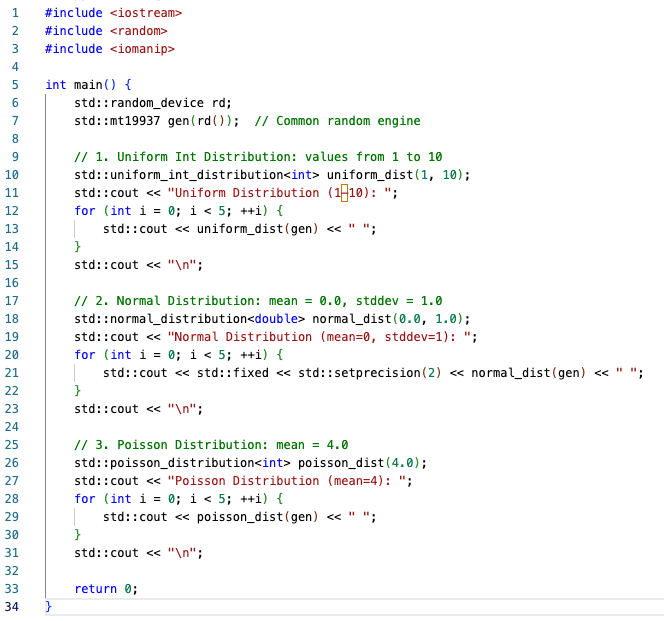 1 #include <iostream>
2 #include <random>
3 #include <iomanip>
4
5 int main() {
6     std::random_device rd;
7     std::mt19937 gen(rd());  // Common random engine
8
9     // 1. Uniform Int Distribution: values from 1 to 10
10     std::uniform_int_distribution<int> uniform_dist(1, 10);
11     std::cout << "Uniform Distribution (1–10): ";
12     for (int i = 0; i < 5; ++i) {
13         std::cout << uniform_dist(gen) << " ";
14     }
15     std::cout << "\n";
16
17     // 2. Normal Distribution: mean = 0.0, stddev = 1.0
18     std::normal_distribution<double> normal_dist(0.0, 1.0);
19     std::cout << "Normal Distribution (mean=0, stddev=1): ";
20     for (int i = 0; i < 5; ++i) {
21         std::cout << std::fixed << std::setprecision(2) << normal_dist(gen) << " ";
22     }
23     std::cout << "\n";
24
25     // 3. Poisson Distribution: mean = 4.0
26     std::poisson_distribution<int> poisson_dist(4.0);
27     std::cout << "Poisson Distribution (mean=4): ";
28     for (int i = 0; i < 5; ++i) {
29         std::cout << poisson_dist(gen) << " ";
30     }
31     std::cout << "\n";
32
33     return 0;
34 }